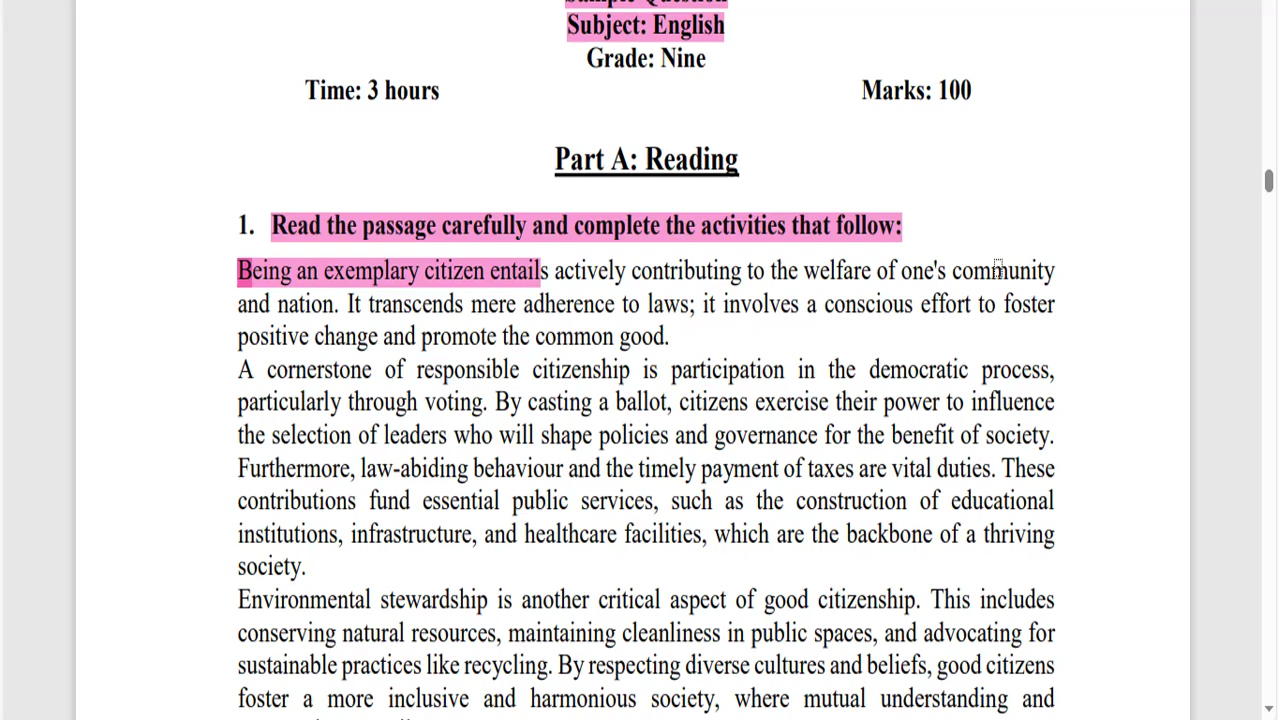 Sample Question
Subject: English
Grade: Nine
Time: 3 hours Marks: 100
Part A: Reading
1. Read the passage carefully and complete the activities that follow:
Being an exemplary citizen entails actively contributing to the welfare of one's community
and nation. It transcends mere adherence to laws; it involves a conscious effort to foster
positive change and promote the common good.
A cornerstone of responsible citizenship is participation in the democratic process,
particularly through voting. By casting a ballot, citizens exercise their power to influence
the selection of leaders who will shape policies and governance for the benefit of society.
Furthermore, law-abiding behaviour and the timely payment of taxes are vital duties. These
contributions fund essential public services, such as the construction of educational
institutions, infrastructure, and healthcare facilities, which are the backbone of a thriving
society.
Environmental stewardship is another critical aspect of good citizenship. This includes
conserving natural resources, maintaining cleanliness in public spaces, and advocating for
sustainable practices like recycling. By respecting diverse cultures and beliefs, good citizens
foster a more inclusive and harmonious society, where mutual understanding and